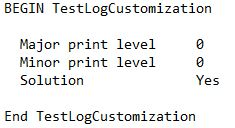 BEGIN TestLogCustomization
Major print level 0
Minor print level 0
Solution Yes
End TestLogCustomization